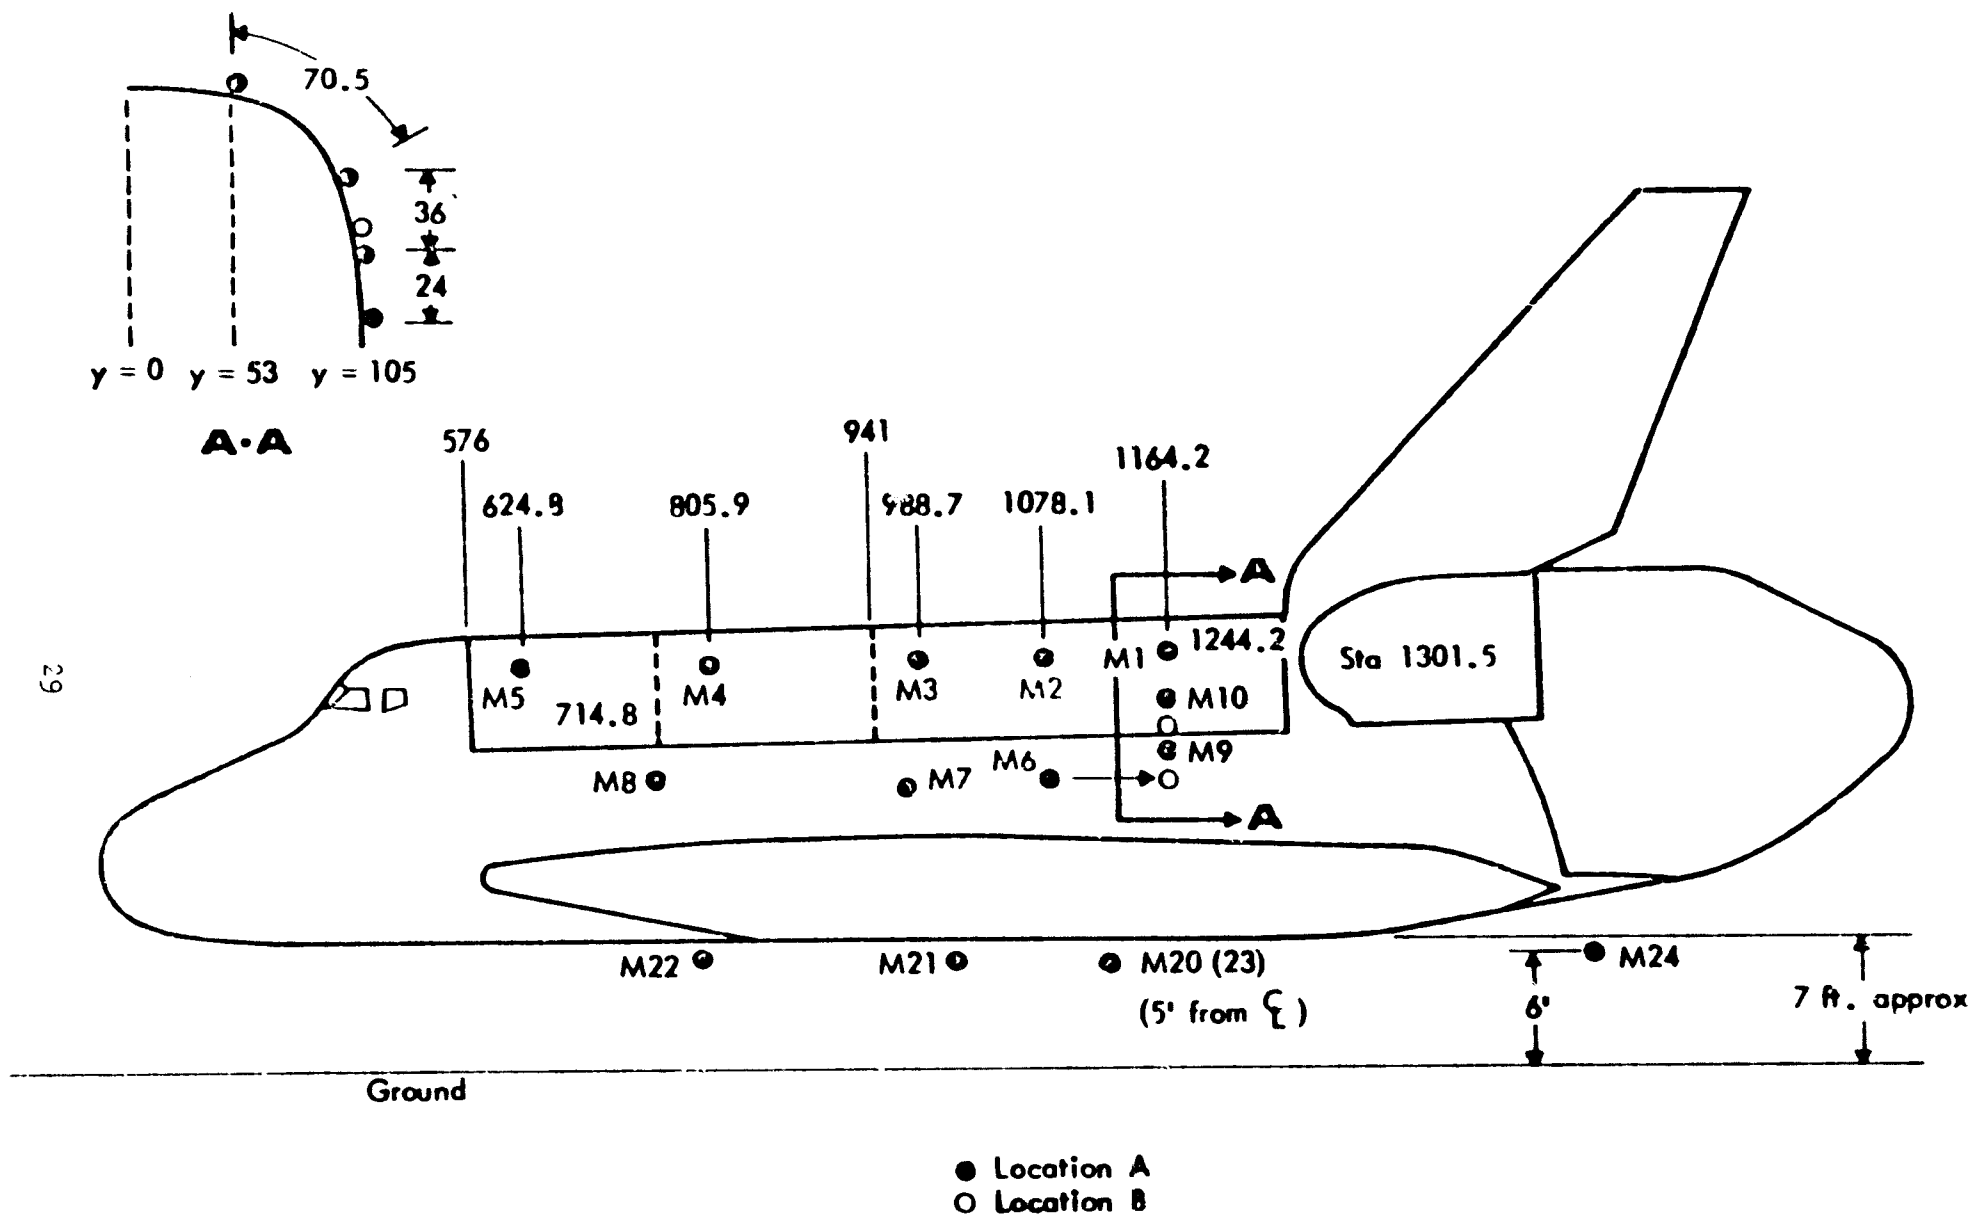 70.5
36
24
y = 0 y = 53 y = 105
A-A
576
941
1164.2
624.8
805.9
988.7
1078.1
A
M1
1244.2
Sta 1301.5
M5
714.8
M4
M3
M2
M10
M9
M8
M7
M6
A
29
M22
M21
M20 (23)
(5' from ℄)
M24
6'
7 ft. approx
Ground
● Location A
○ Location B